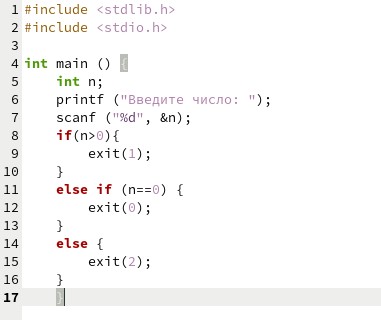 1 #include <stdlib.h>
2 #include <stdio.h>
3
4 int main () {
5     int n;
6     printf ("Введите число: ");
7     scanf ("%d", &n);
8     if(n>0){
9         exit(1);
10     }
11     else if (n==0) {
12         exit(0);
13     }
14     else {
15         exit(2);
16     }
17     }